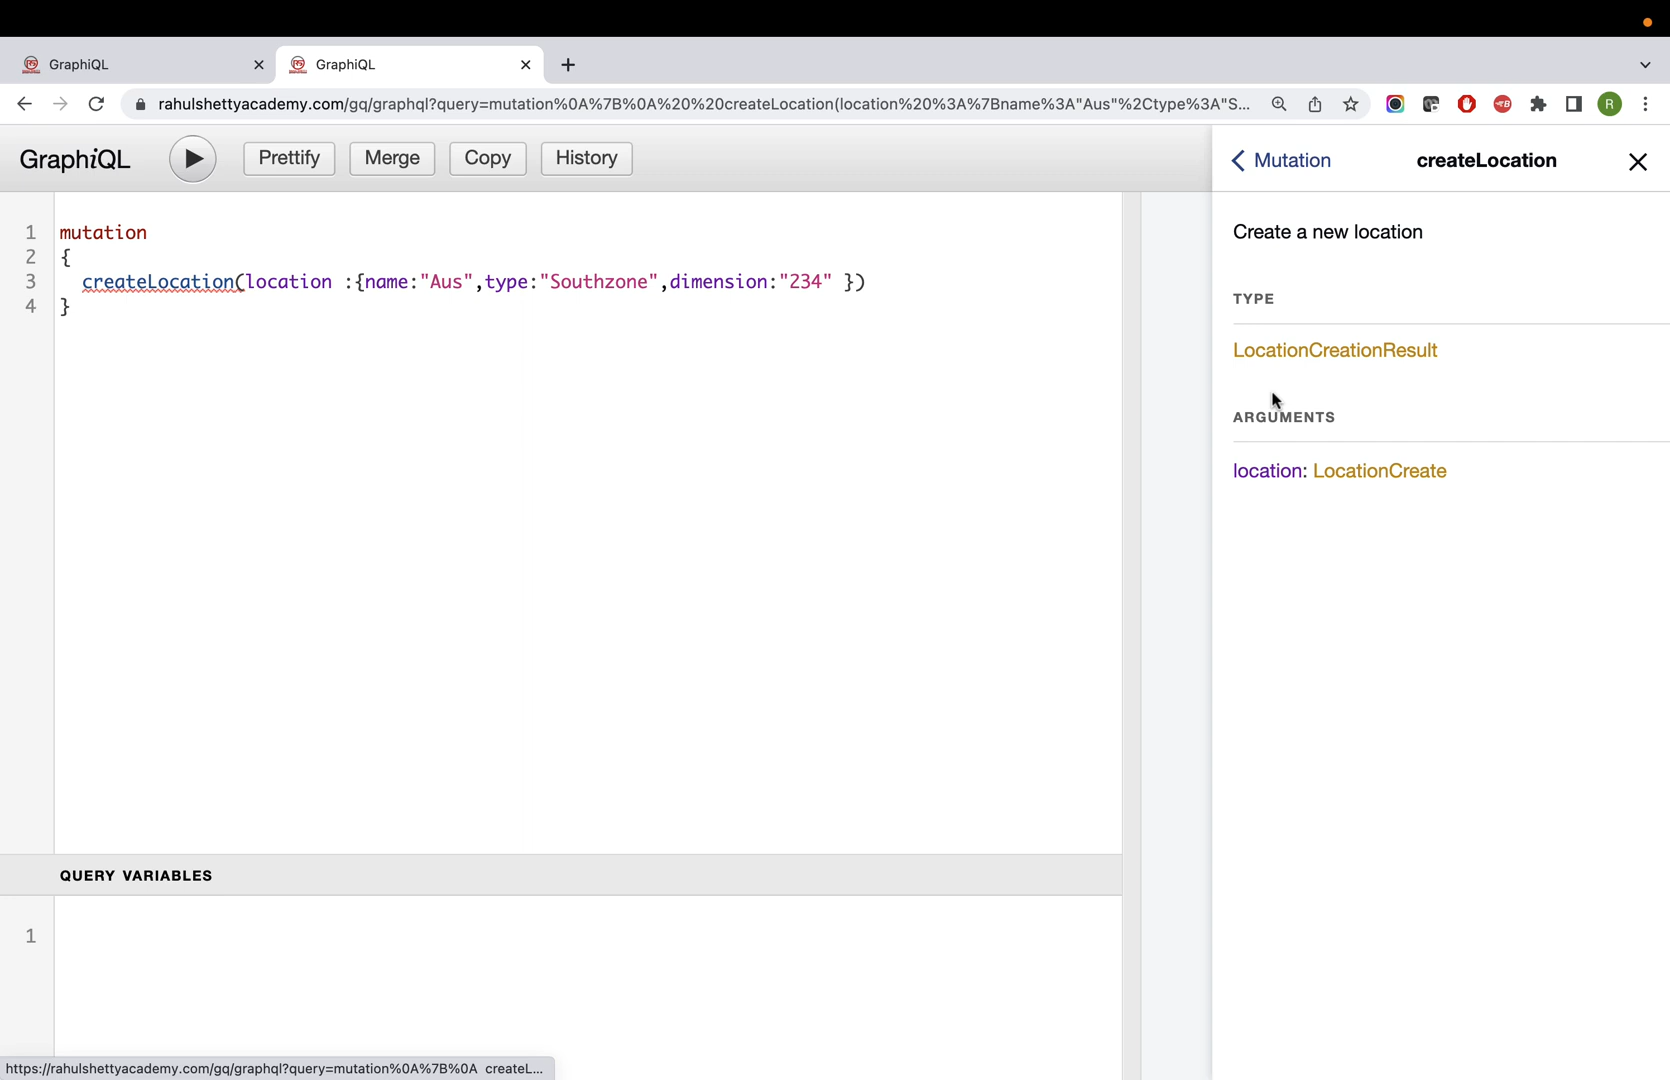 GraphiQL
GraphiQL
rahulshettyacademy.com/gq/graphql?query=mutation%0A%7B%0A%20%20createLocation(location%20%3A%7Bname%3A"Aus"%2Ctype%3A"S...
R
GraphiQL
Prettify
Merge
Copy
History
Mutation
createLocation
1 mutation
2 {
3 createLocation(location :{name:"Aus",type:"Southzone",dimension:"234" })
4 }
Create a new location
TYPE
LocationCreationResult
ARGUMENTS
location: LocationCreate
QUERY VARIABLES
1
https://rahulshettyacademy.com/gq/graphql?query=mutation%0A%7B%0A  createL...